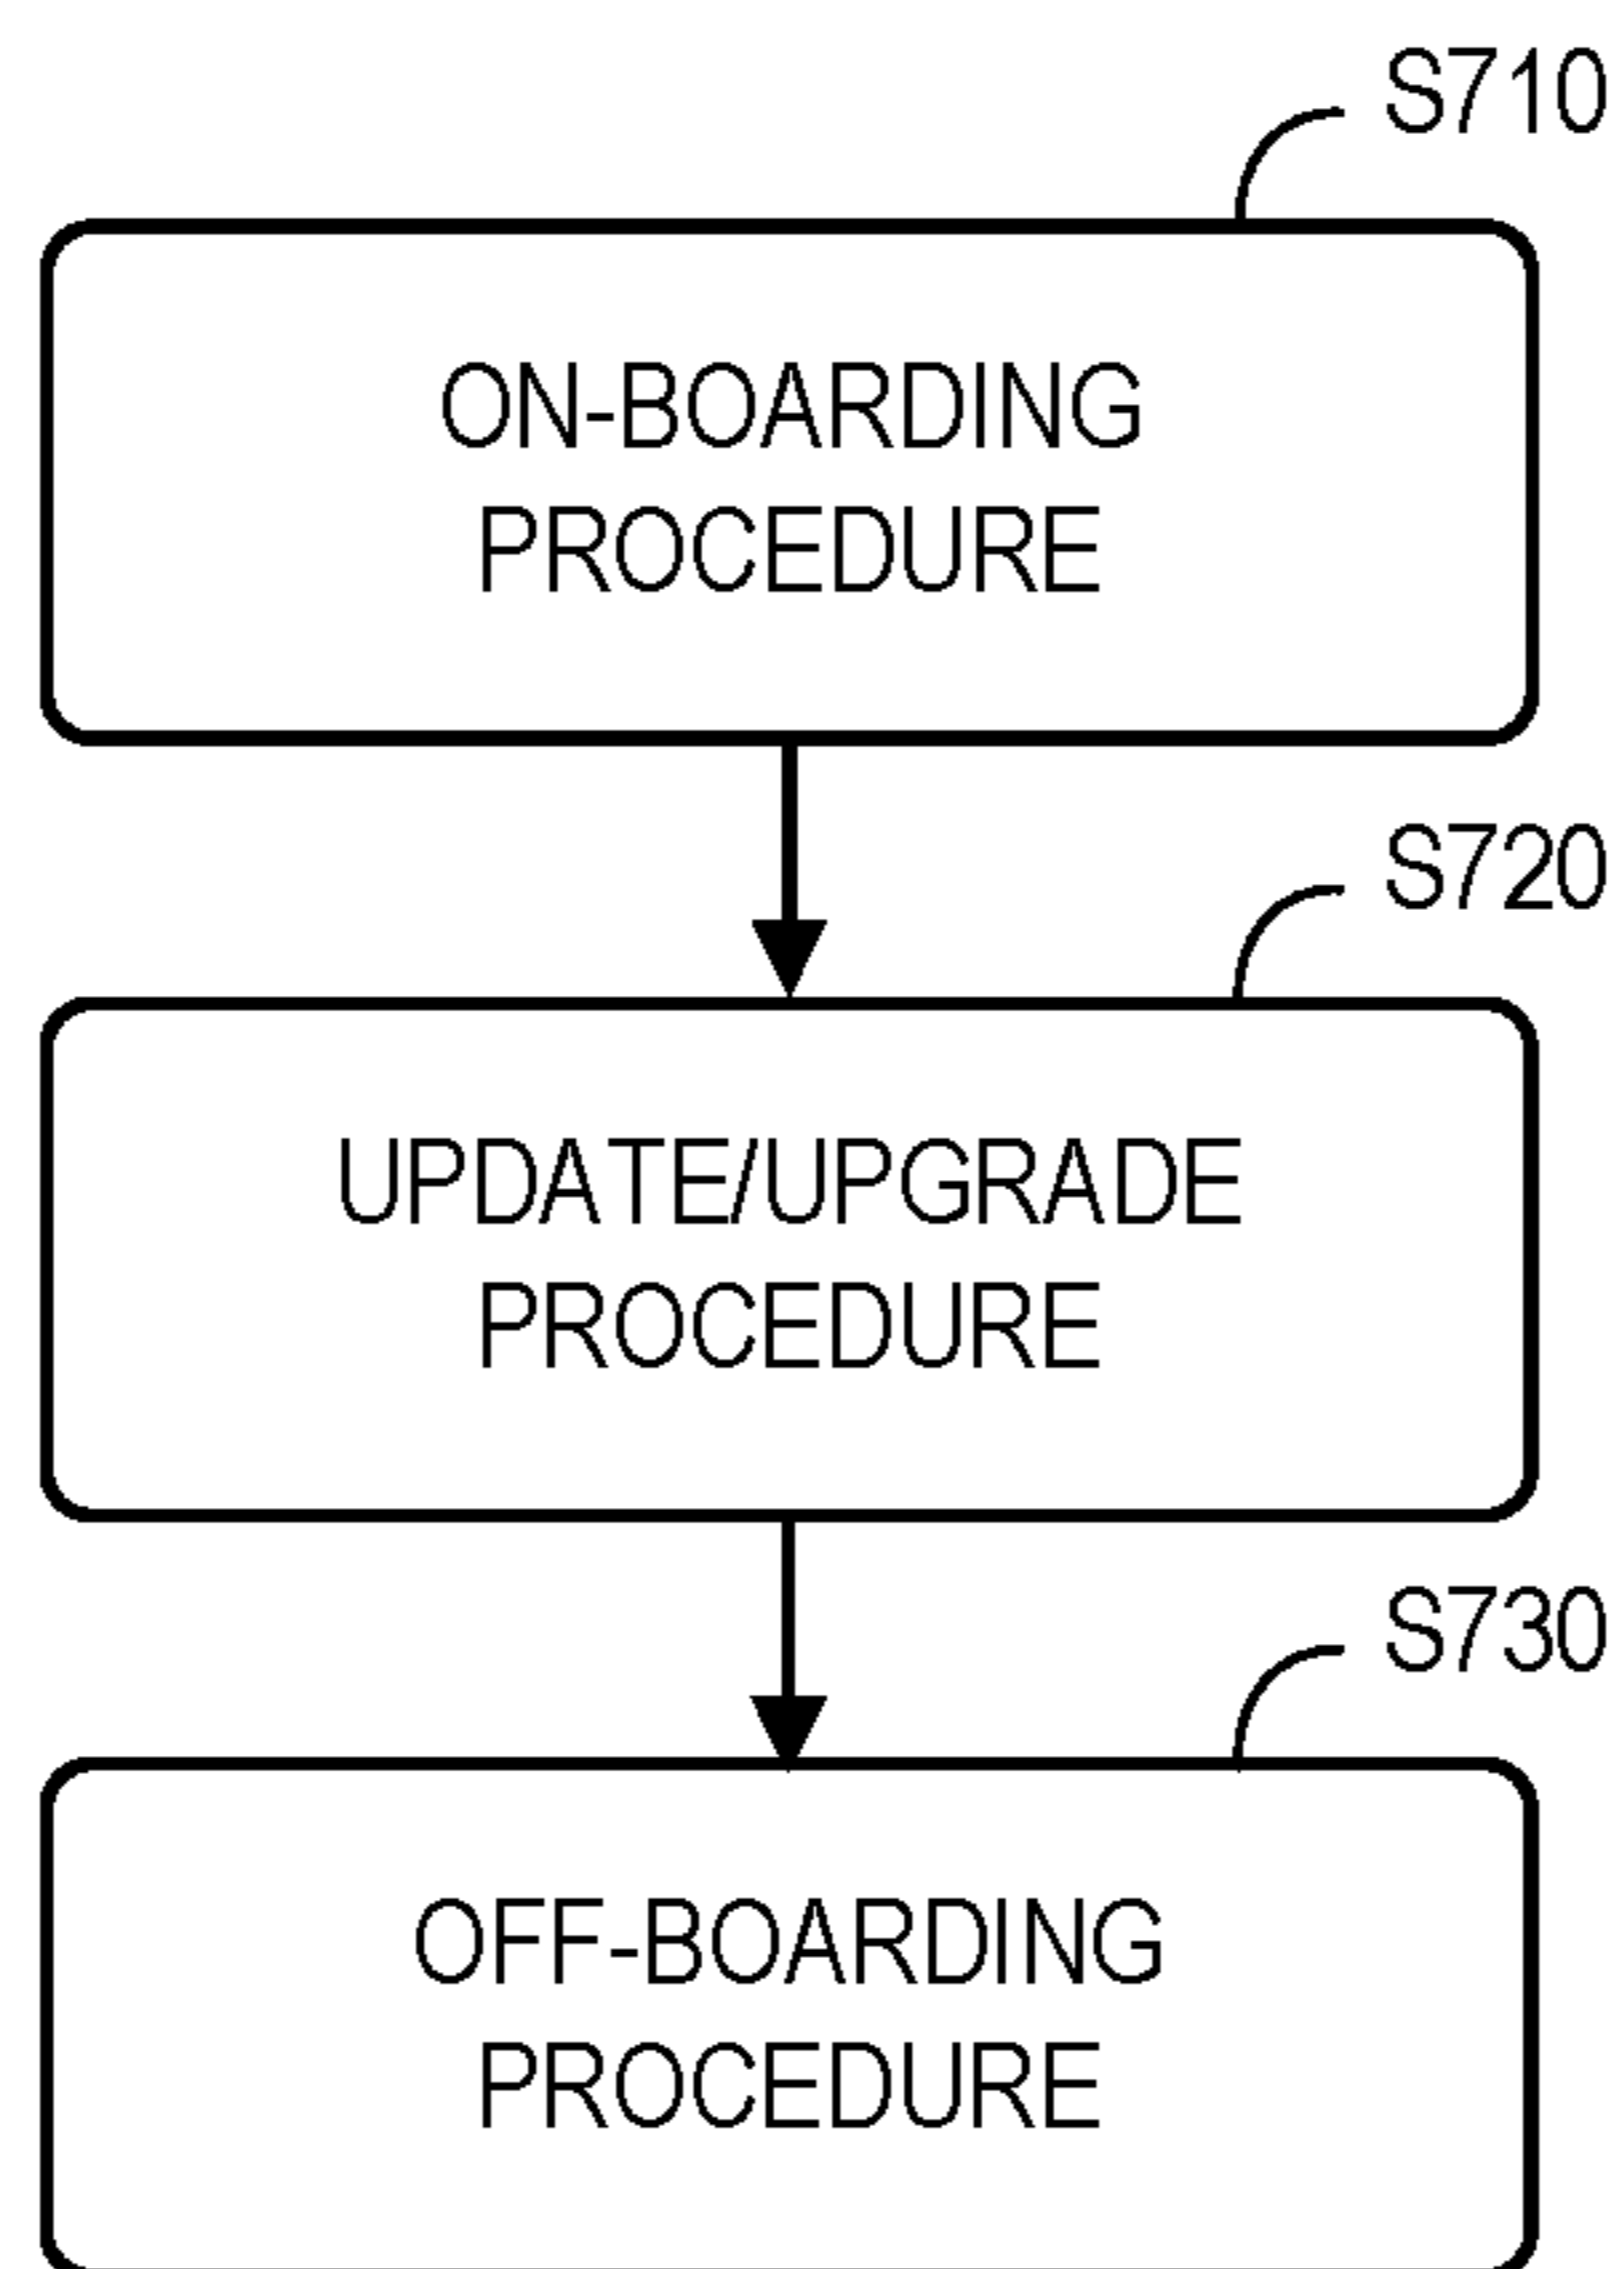 S710
ON-BOARDING
PROCEDURE
S720
UPDATE/UPGRADE
PROCEDURE
S730
OFF-BOARDING
PROCEDURE